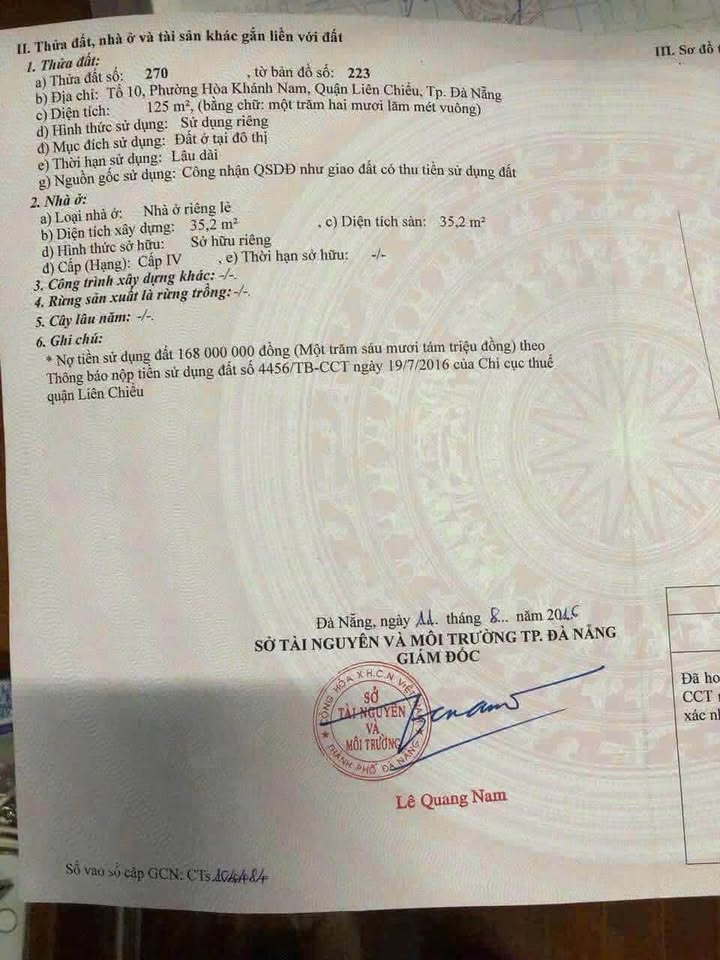 II. Thửa đất, nhà ở và tài sản khác gắn liền với đất
III. Sơ đồ t
1. Thửa đất:
a) Thửa đất số: 270 , tờ bản đồ số: 223
b) Địa chỉ: Tổ 10, Phường Hòa Khánh Nam, Quận Liên Chiểu, Tp. Đà Nẵng
c) Diện tích: 125 m², (bằng chữ: một trăm hai mươi lăm mét vuông)
d) Hình thức sử dụng: Sử dụng riêng
đ) Mục đích sử dụng: Đất ở tại đô thị
e) Thời hạn sử dụng: Lâu dài
g) Nguồn gốc sử dụng: Công nhận QSDĐ như giao đất có thu tiền sử dụng đất
2. Nhà ở:
a) Loại nhà ở: Nhà ở riêng lẻ
b) Diện tích xây dựng: 35,2 m² , c) Diện tích sàn: 35,2 m²
d) Hình thức sở hữu: Sở hữu riêng
đ) Cấp (Hạng): Cấp IV , e) Thời hạn sở hữu: -/-
3. Công trình xây dựng khác: -/-.
4. Rừng sản xuất là rừng trồng: -/-.
5. Cây lâu năm: -/-.
6. Ghi chú:
* Nợ tiền sử dụng đất 168 000 000 đồng (Một trăm sáu mươi tám triệu đồng) theo
Thông báo nộp tiền sử dụng đất số 4456/TB-CCT ngày 19/7/2016 của Chi cục thuế
quận Liên Chiểu
Đà Nẵng, ngày 11. tháng 8... năm 2016
SỞ TÀI NGUYÊN VÀ MÔI TRƯỜNG TP. ĐÀ NẴNG
GIÁM ĐỐC
CỘNG HÒA X.H.C.N VIỆT NAM
SỞ
TÀI NGUYÊN
VÀ
MÔI TRƯỜNG
THÀNH PHỐ ĐÀ NẴNG
Lê Quang Nam
Đã ho
CCT
xác nh
Số vào sổ cấp GCN: CTs